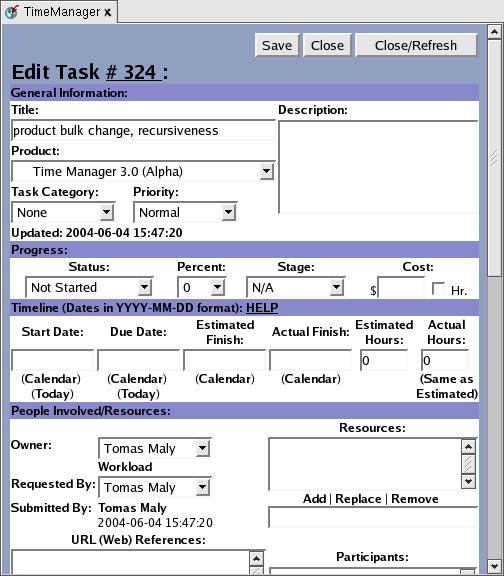 TimeManager x
Save Close Close/Refresh
Edit Task # 324 :
General Information:
Title: Description:
product bulk change, recursiveness
Product:
Time Manager 3.0 (Alpha)
Task Category: Priority:
None Normal
Updated: 2004-06-04 15:47:20
Progress:
Status: Percent: Stage: Cost:
Not Started 0 N/A $ Hr.
Timeline (Dates in YYYY-MM-DD format): HELP
Start Date: Due Date: Estimated Finish: Actual Finish: Estimated Hours: Actual Hours:
0 0
(Calendar) (Calendar) (Calendar) (Calendar) (Same as Estimated)
(Today) (Today)
People Involved/Resources:
Resources:
Owner: Tomas Maly
Workload
Requested By: Tomas Maly
Add | Replace | Remove
Submitted By: Tomas Maly
2004-06-04 15:47:20
URL (Web) References:
Participants: